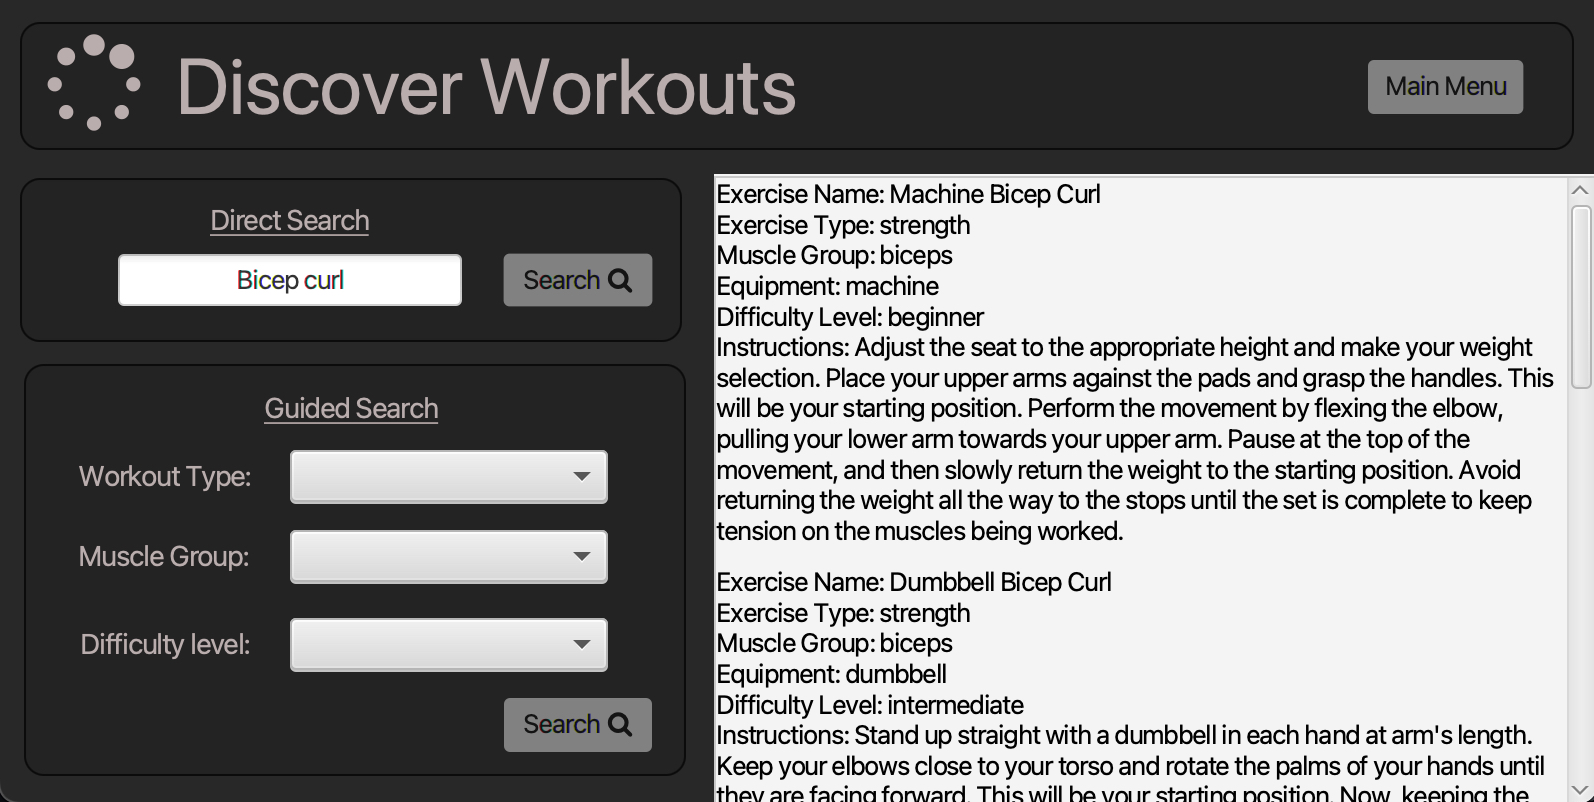 Discover Workouts
Main Menu
Direct Search
Bicep curl
Search
Guided Search
Workout Type:
Muscle Group:
Difficulty level:
Search
Exercise Name: Machine Bicep Curl
Exercise Type: strength
Muscle Group: biceps
Equipment: machine
Difficulty Level: beginner
Instructions: Adjust the seat to the appropriate height and make your weight
selection. Place your upper arms against the pads and grasp the handles. This
will be your starting position. Perform the movement by flexing the elbow,
pulling your lower arm towards your upper arm. Pause at the top of the
movement, and then slowly return the weight to the starting position. Avoid
returning the weight all the way to the stops until the set is complete to keep
tension on the muscles being worked.
Exercise Name: Dumbbell Bicep Curl
Exercise Type: strength
Muscle Group: biceps
Equipment: dumbbell
Difficulty Level: intermediate
Instructions: Stand up straight with a dumbbell in each hand at arm's length.
Keep your elbows close to your torso and rotate the palms of your hands until
they are facing forward. This will be your starting position. Now, keeping the